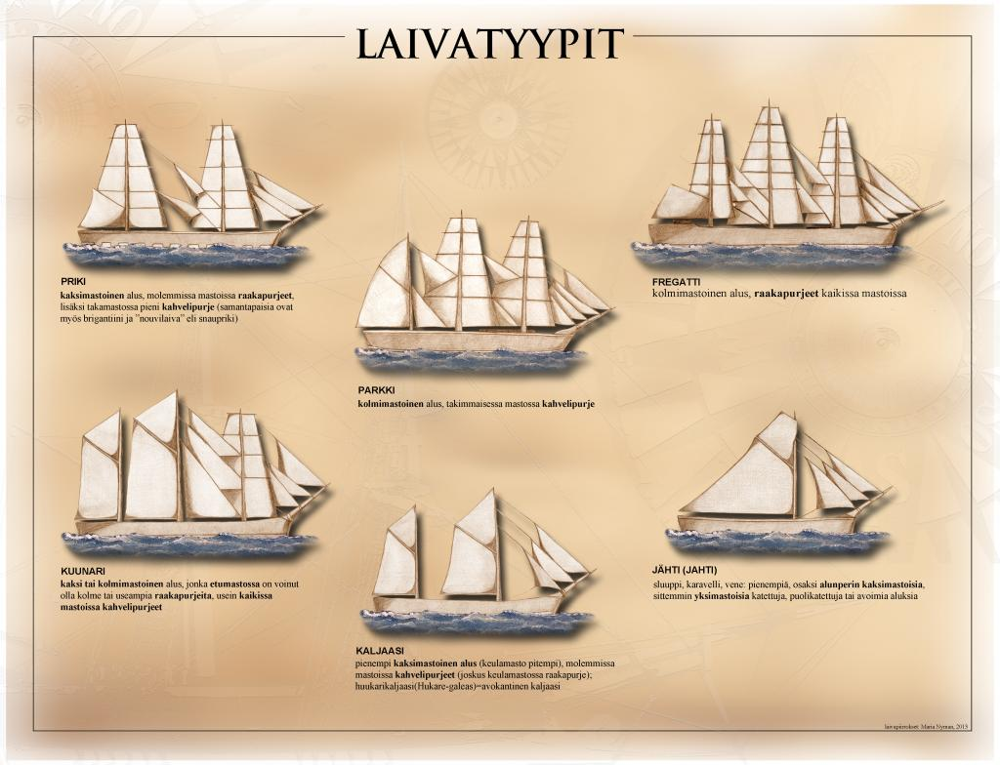 LAIVATYYPIT
PRIKI
kaksimastoinen alus, molemmissa mastoissa raakapurjeet,
lisäksi takamastossa pieni kahvelipurje (samantapaisia ovat
myös brigantiini ja "nouvilaiva" eli snaupriki)
PARKKI
kolmimastoinen alus, takimmaisessa mastossa kahvelipurje
FREGATTI
kolmimastoinen alus, raakapurjeet kaikissa mastoissa
KUUNARI
kaksi tai kolmimastoinen alus, jonka etumastossa on voinut
olla kolme tai useampia raakapurjeita, usein kaikissa
mastoissa kahvelipurjeet
KALJAASI
pienempi kaksimastoinen alus (keulamasto pitempi), molemmissa
mastoissa kahvelipurjeet (joskus keulamastossa raakapurje);
huukarikaljaasi(Hukare-galeas)=avokantinen kaljaasi
JÄHTI (JAHTI)
sluuppi, karavelli, vene: pienempiä, osaksi alunperin kaksimastoisia,
sittemmin yksimastoisia katettuja, puolikatettuja tai avoimia aluksia
laivapiirrokset: Maria Nyman, 2013